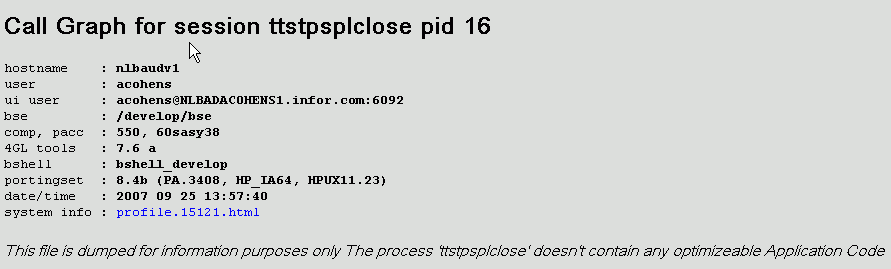 Call Graph for session ttstpsplclose pid 16
hostname : nlbaudv1
user : acohens
ui user : acohens@NLBADACOHENS1.infor.com:6092
bse : /develop/bse
comp, pacc : 550, 60sasy38
4GL tools : 7.6 a
bshell : bshell_develop
portingset : 8.4b (PA.3408, HP_IA64, HPUX11.23)
date/time : 2007 09 25 13:57:40
system info : profile.15121.html
This file is dumped for information purposes only The process 'ttstpsplclose' doesn't contain any optimizeable Application Code